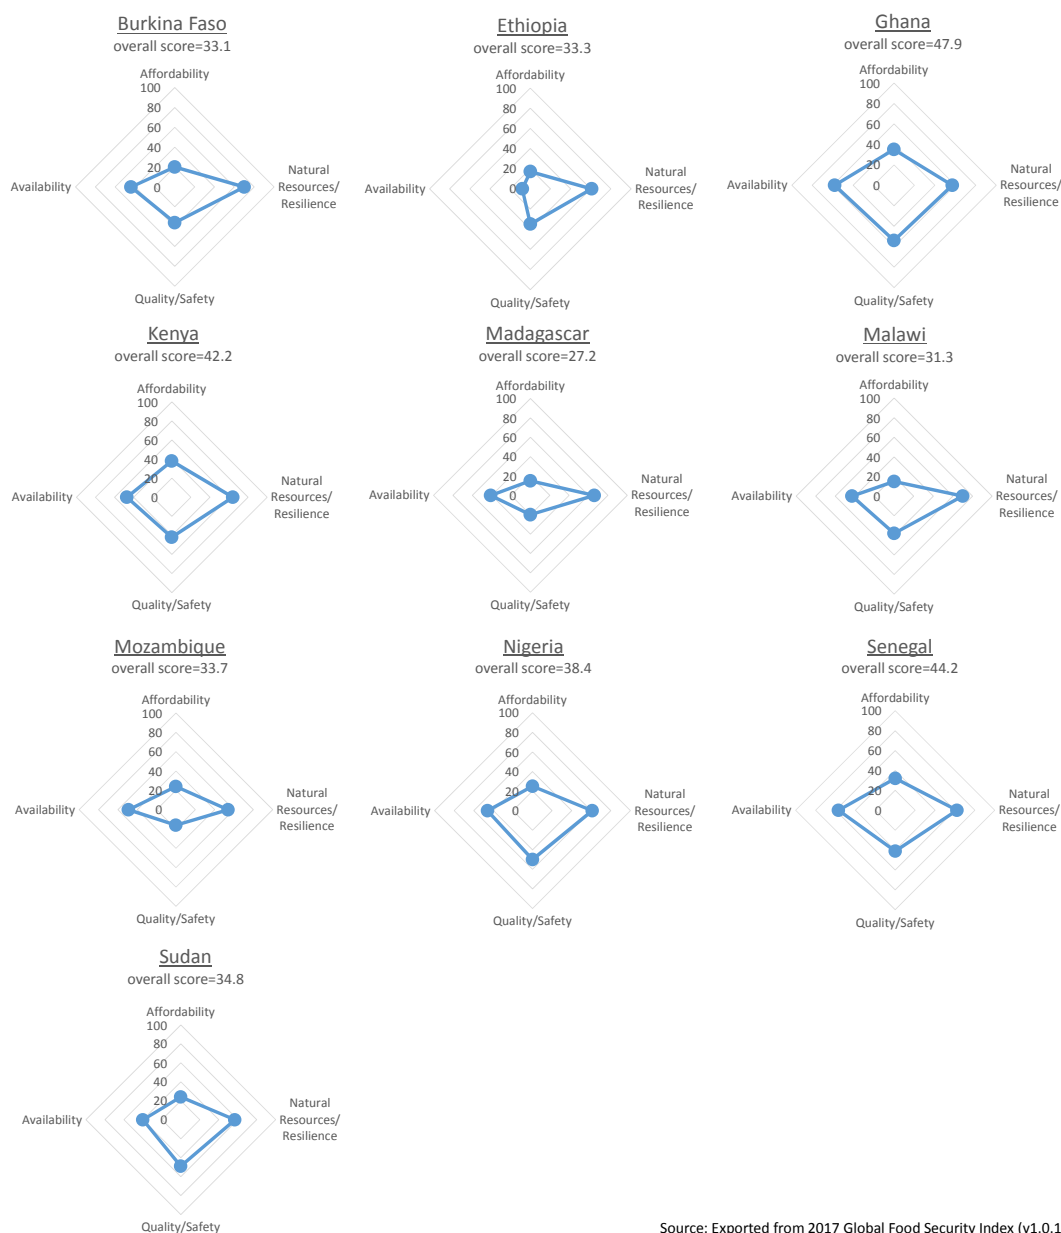 Burkina Faso
overall score=33.1
Affordability
100
80
60
40
20
0
Availability
Natural
Resources/
Resilience
Quality/Safety
Ethiopia
overall score=33.3
Affordability
100
80
60
40
20
0
Availability
Natural
Resources/
Resilience
Quality/Safety
Ghana
overall score=47.9
Affordability
100
80
60
40
20
0
Availability
Natural
Resources/
Resilience
Quality/Safety
Kenya
overall score=42.2
Affordability
100
80
60
40
20
0
Availability
Natural
Resources/
Resilience
Quality/Safety
Madagascar
overall score=27.2
Affordability
100
80
60
40
20
0
Availability
Natural
Resources/
Resilience
Quality/Safety
Malawi
overall score=31.3
Affordability
100
80
60
40
20
0
Availability
Natural
Resources/
Resilience
Quality/Safety
Mozambique
overall score=33.7
Affordability
100
80
60
40
20
0
Availability
Natural
Resources/
Resilience
Quality/Safety
Nigeria
overall score=38.4
Affordability
100
80
60
40
20
0
Availability
Natural
Resources/
Resilience
Quality/Safety
Senegal
overall score=44.2
Affordability
100
80
60
40
20
0
Availability
Natural
Resources/
Resilience
Quality/Safety
Sudan
overall score=34.8
Affordability
100
80
60
40
20
0
Availability
Natural
Resources/
Resilience
Quality/Safety
Source: Exported from 2017 Global Food Security Index (v1.0.1